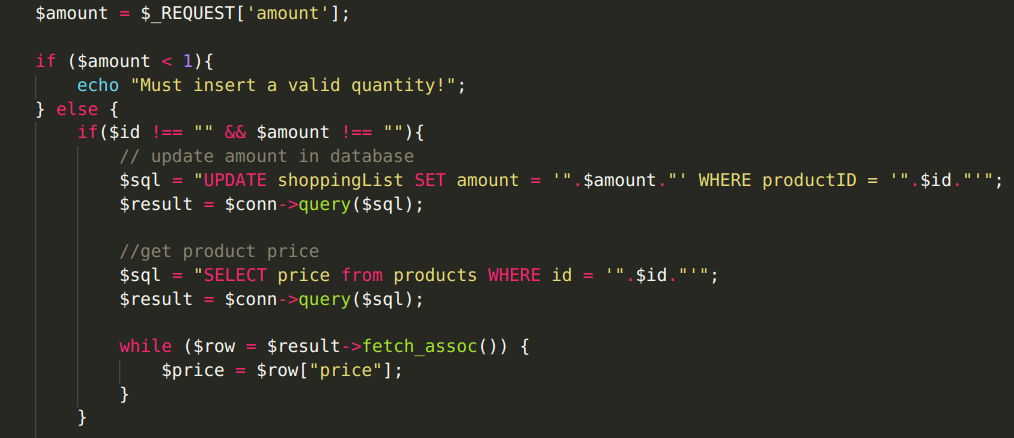 $amount = $_REQUEST['amount'];
if ($amount < 1){
echo "Must insert a valid quantity!";
} else {
if($id !== "" && $amount !== ""){
// update amount in database
$sql = "UPDATE shoppingList SET amount = '".$amount."' WHERE productID = '".$id."'";
$result = $conn->query($sql);
//get product price
$sql = "SELECT price from products WHERE id = '".$id."'";
$result = $conn->query($sql);
while ($row = $result->fetch_assoc()) {
$price = $row["price"];
}
}